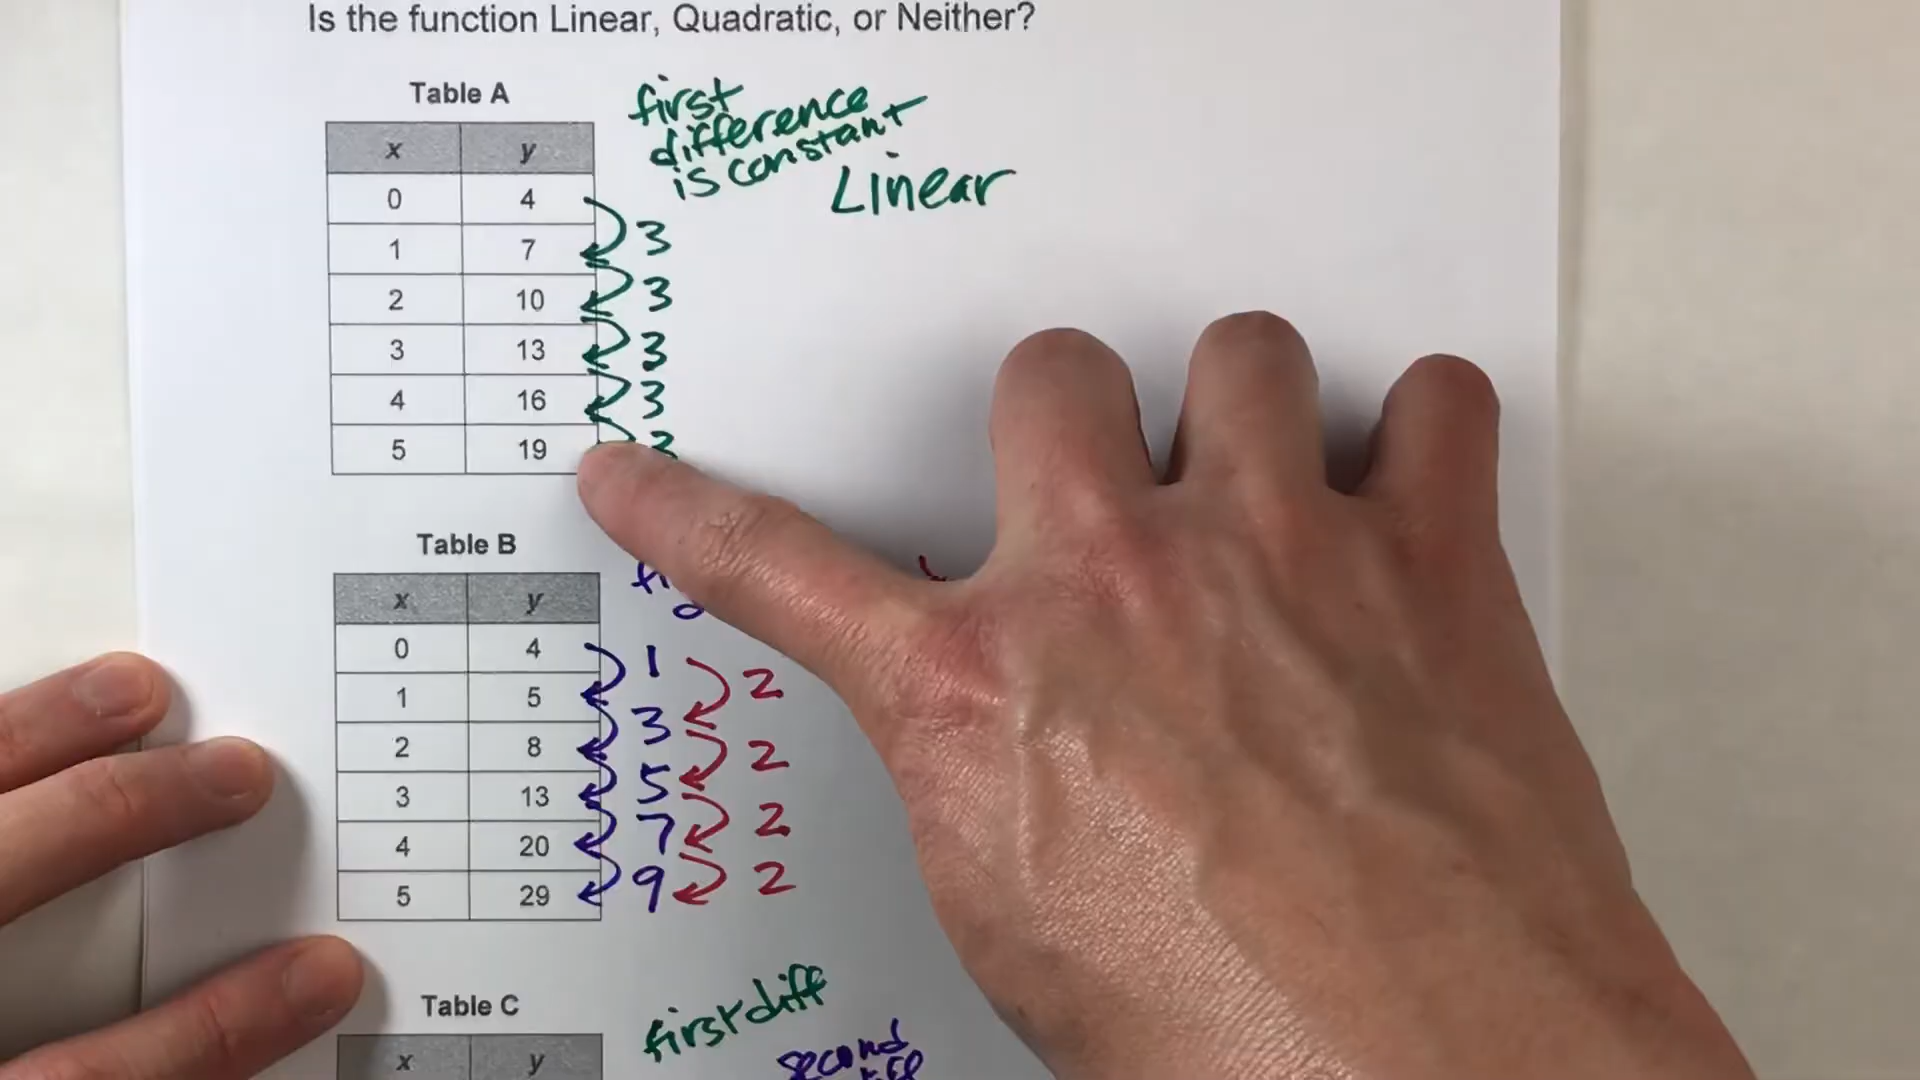 Is the function Linear, Quadratic, or Neither?
Table A
x y
0 4
1 7
2 10
3 13
4 16
5 19
first
difference
is constant
Linear
3
3
3
3
3
Table B
x y
0 4
1 5
2 8
3 13
4 20
5 29
1
3
5
7
9
2
2
2
2
Table C
x y
first diff
second